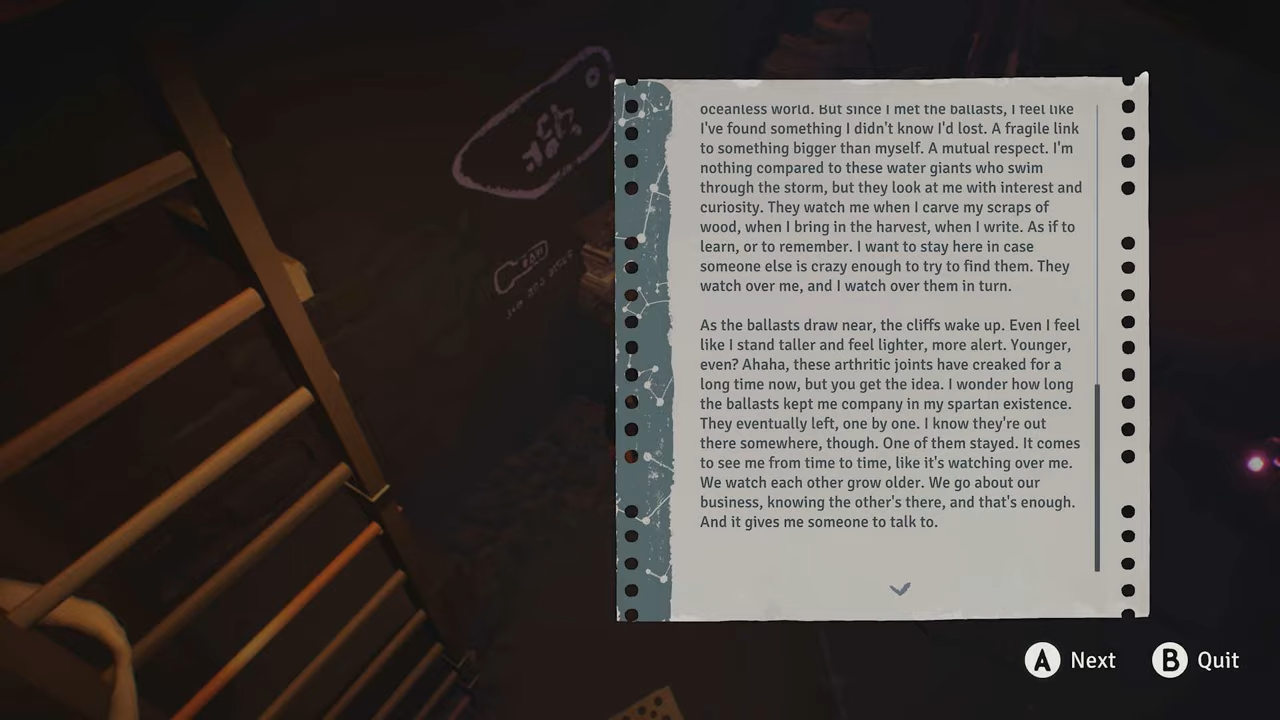 oceanless world. But since I met the ballasts, I feel like
I've found something I didn't know I'd lost. A fragile link
to something bigger than myself. A mutual respect. I'm
nothing compared to these water giants who swim
through the storm, but they look at me with interest and
curiosity. They watch me when I carve my scraps of
wood, when I bring in the harvest, when I write. As if to
learn, or to remember. I want to stay here in case
someone else is crazy enough to try to find them. They
watch over me, and I watch over them in turn.
As the ballasts draw near, the cliffs wake up. Even I feel
like I stand taller and feel lighter, more alert. Younger,
even? Ahaha, these arthritic joints have creaked for a
long time now, but you get the idea. I wonder how long
the ballasts kept me company in my spartan existence.
They eventually left, one by one. I know they're out
there somewhere, though. One of them stayed. It comes
to see me from time to time, like it's watching over me.
We watch each other grow older. We go about our
business, knowing the other's there, and that's enough.
And it gives me someone to talk to.
A Next B Quit